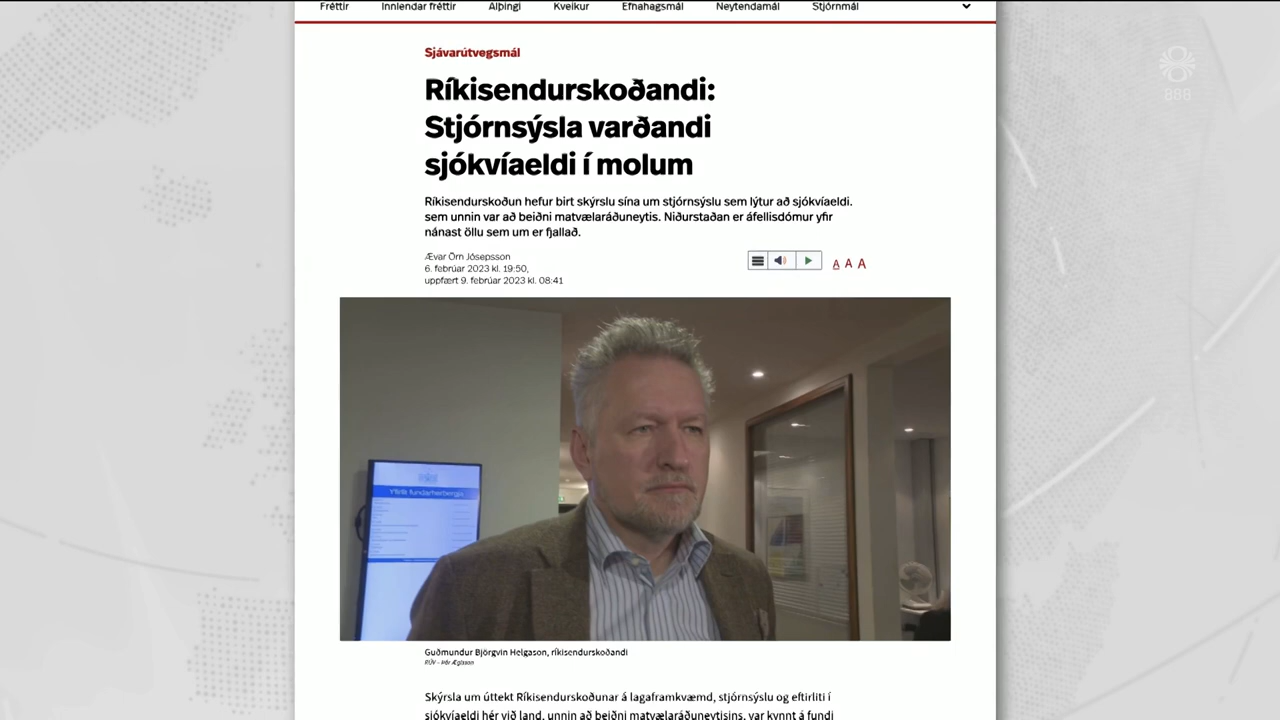 Fréttir Innlendar fréttir Alþingi Kveikur Efnahagsmál Neytendamál Stjórnmál
888
Sjávarútvegsmál
Ríkisendurskoðandi:
Stjórnsýsla varðandi
sjókvíaeldi í molum
Ríkisendurskoðun hefur birt skýrslu sína um stjórnsýslu sem lýtur að sjókvíaeldi.
sem unnin var að beiðni matvælaráðuneytis. Niðurstaðan er áfellisdómur yfir
nánast öllu sem um er fjallað.
Ævar Örn Jósepsson
6. febrúar 2023 kl. 19:50,
uppfært 9. febrúar 2023 kl. 08:41
A A A
Yfirlit fundarherbergja
Guðmundur Björgvin Helgason, ríkisendurskoðandi
RÚV – Þór Ægisson
Skýrsla um úttekt Ríkisendurskoðunar á lagaframkvæmd, stjórnsýslu og eftirliti í
sjókvíaeldi hér við land, unnin að beiðni matvælaráðuneytisins, var kynnt á fundi